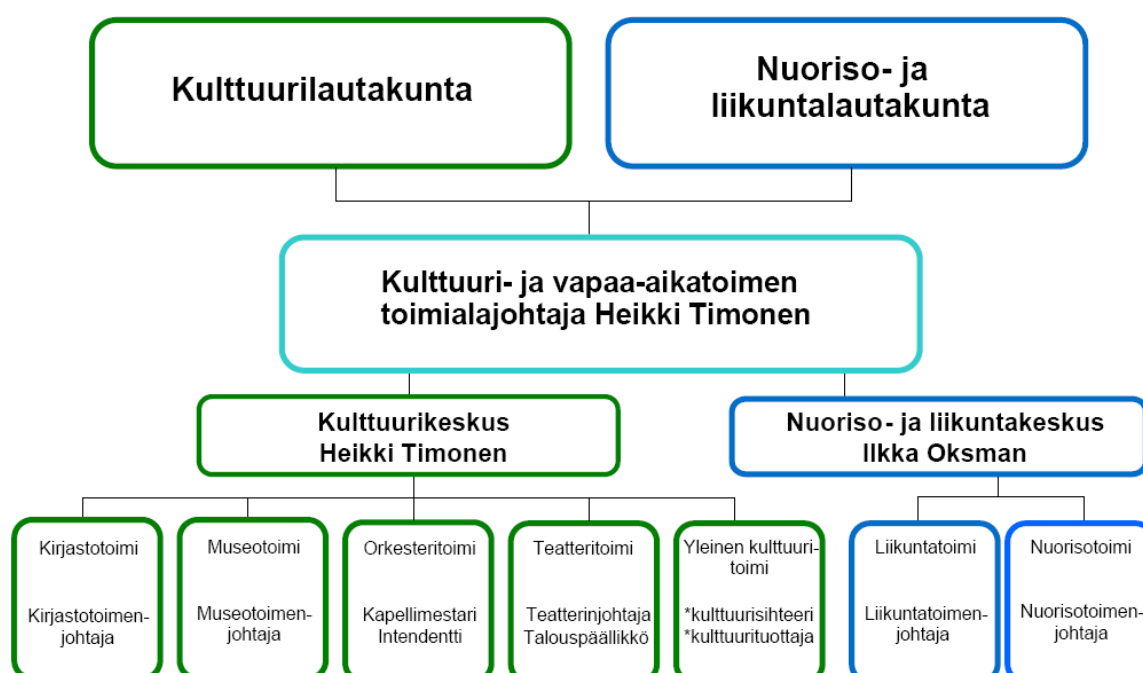 Kulttuurilautakunta
Nuoriso- ja
liikuntalautakunta
Kulttuuri- ja vapaa-aikatoimen
toimialajohtaja Heikki Timonen
Kulttuurikeskus
Heikki Timonen
Nuoriso- ja liikuntakeskus
Ilkka Oksman
Kirjastotoimi
Kirjastotoimen-
johtaja
Museotoimi
Museotoimen-
johtaja
Orkesteritoimi
Kapellimestari
Intendentti
Teatteritoimi
Teatterinjohtaja
Talouspäällikkö
Yleinen kulttuuri-
toimi
*kulttuurisihteeri
*kulttuurituottaja
Liikuntatoimi
Liikuntatoimen-
johtaja
Nuorisotoimi
Nuorisotoimen-
johtaja